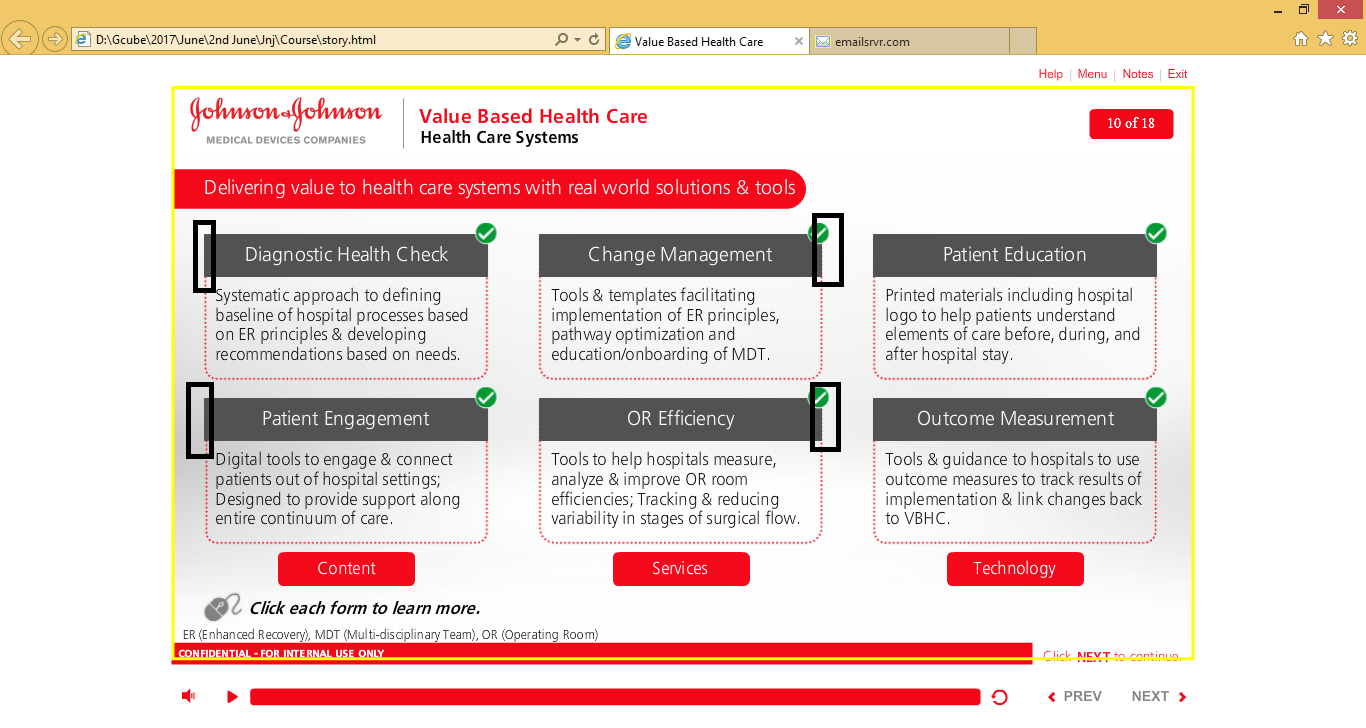 D:\Gcube\2017\June\2nd June\Jnj\Course\story.html
Value Based Health Care
emailsrvr.com
Help | Menu | Notes | Exit
Johnson & Johnson
MEDICAL DEVICES COMPANIES
Value Based Health Care
Health Care Systems
10 of 18
Delivering value to health care systems with real world solutions & tools
Diagnostic Health Check
Systematic approach to defining
baseline of hospital processes based
on ER principles & developing
recommendations based on needs.
Change Management
Tools & templates facilitating
implementation of ER principles,
pathway optimization and
education/onboarding of MDT.
Patient Education
Printed materials including hospital
logo to help patients understand
elements of care before, during, and
after hospital stay.
Patient Engagement
Digital tools to engage & connect
patients out of hospital settings;
Designed to provide support along
entire continuum of care.
OR Efficiency
Tools to help hospitals measure,
analyze & improve OR room
efficiencies; Tracking & reducing
variability in stages of surgical flow.
Outcome Measurement
Tools & guidance to hospitals to use
outcome measures to track results of
implementation & link changes back
to VBHC.
Content
Services
Technology
Click each form to learn more.
ER (Enhanced Recovery), MDT (Multi-disciplinary Team), OR (Operating Room)
CONFIDENTIAL - FOR INTERNAL USE ONLY
Click NEXT to continue.
PREV
NEXT